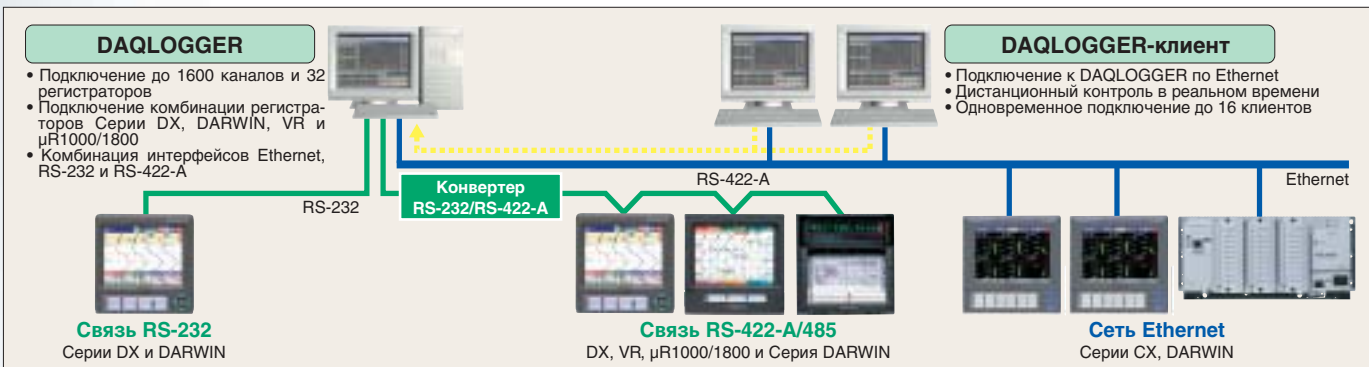 DAQLOGGER
• Подключение до 1600 каналов и 32
регистраторов
• Подключение комбинации регистра-
торов Серии DX, DARWIN, VR и
µR1000/1800
• Комбинация интерфейсов Ethernet,
RS-232 и RS-422-A
DAQLOGGER-клиент
• Подключение к DAQLOGGER по Ethernet
• Дистанционный контроль в реальном времени
• Одновременное подключение до 16 клиентов
RS-232
Конвертер
RS-232/RS-422-A
RS-422-A
Ethernet
Связь RS-232
Серии DX и DARWIN
Связь RS-422-A/485
DX, VR, µR1000/1800 и Серия DARWIN
Сеть Ethernet
Серии CX, DARWIN